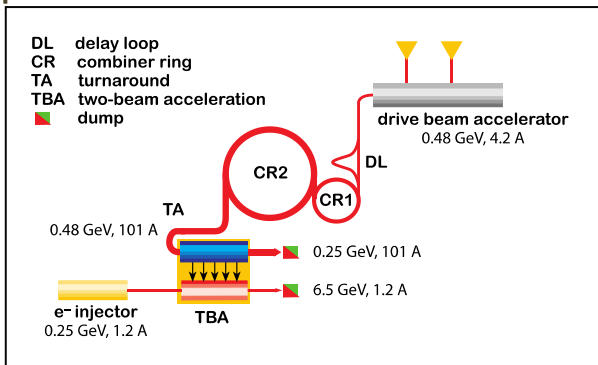 DL delay loop
CR combiner ring
TA turnaround
TBA two-beam acceleration
dump
drive beam accelerator
0.48 GeV, 4.2 A
DL
CR2
CR1
TA
0.48 GeV, 101 A
0.25 GeV, 101 A
6.5 GeV, 1.2 A
TBA
e⁻ injector
0.25 GeV, 1.2 A